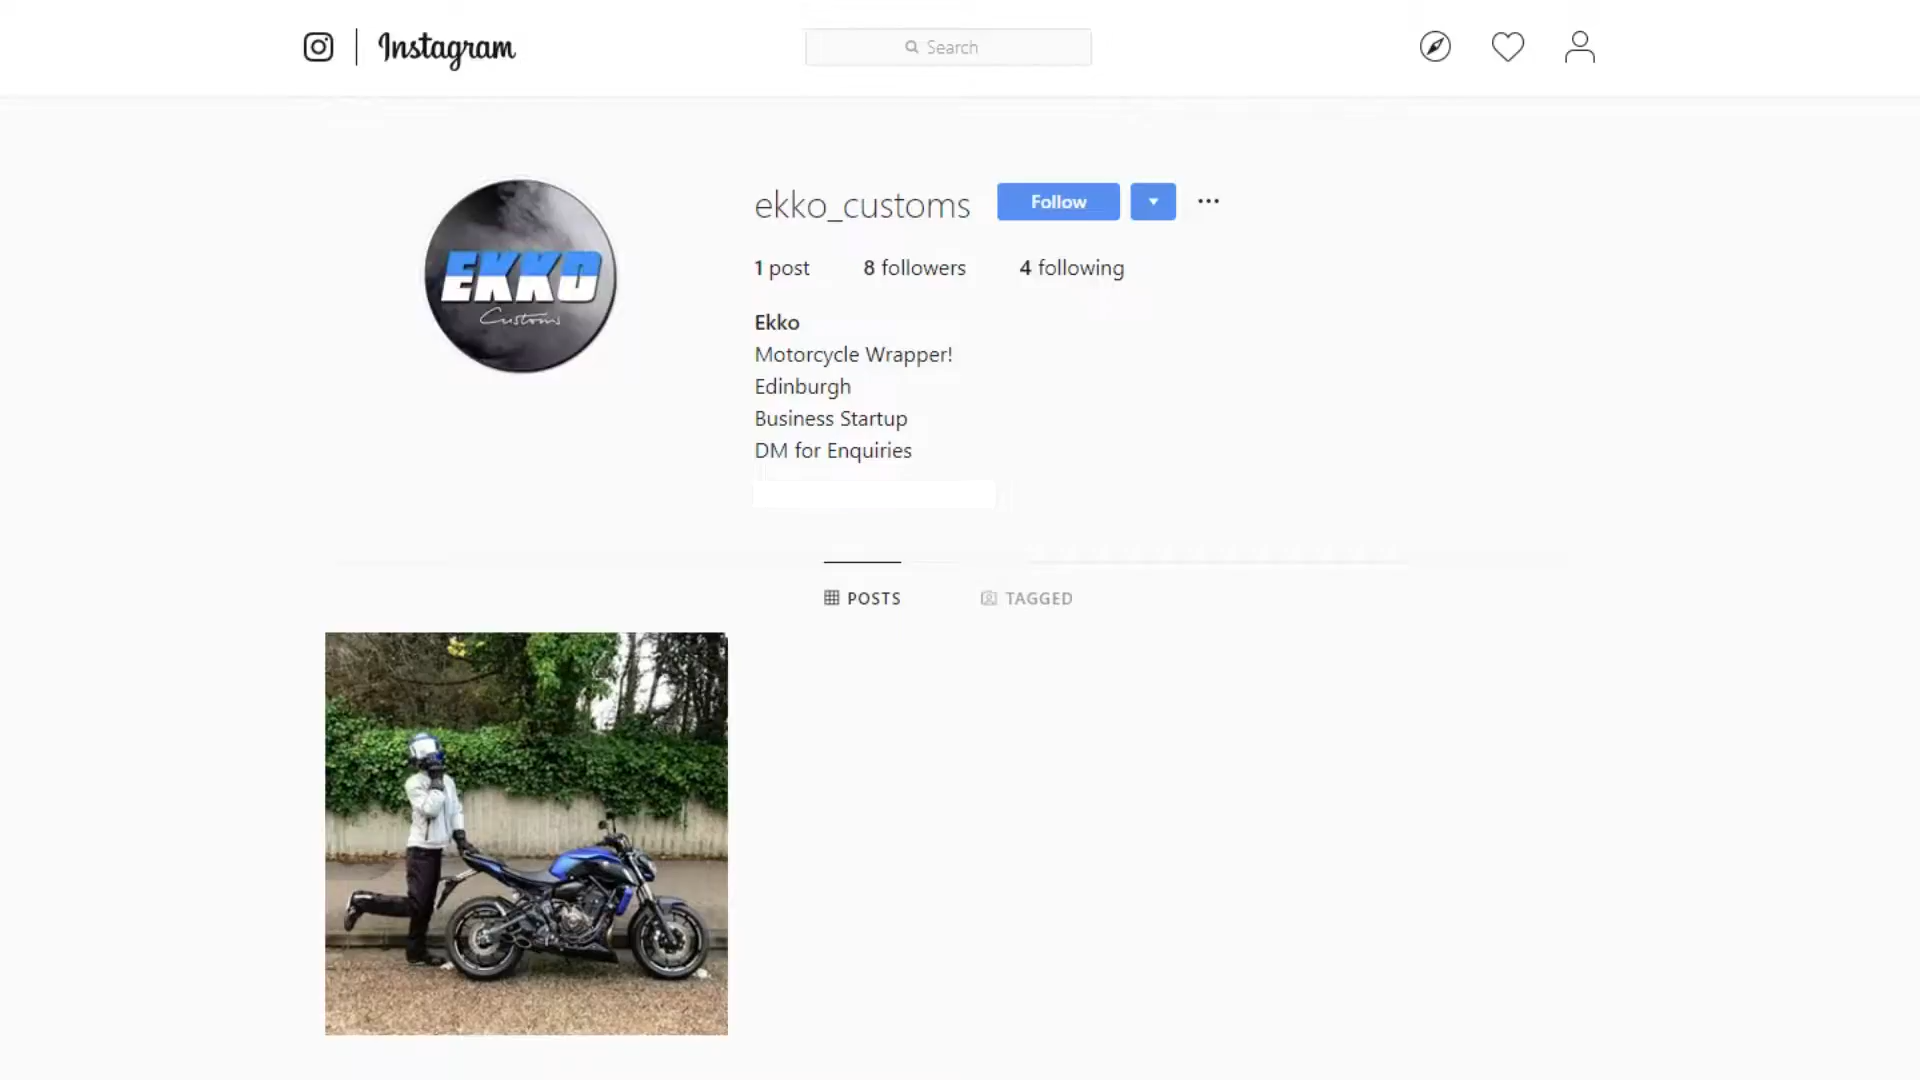 Instagram
Search
ekko_customs Follow
1 post 8 followers 4 following
EKKO
Customs
Ekko
Motorcycle Wrapper!
Edinburgh
Business Startup
DM for Enquiries
POSTS TAGGED